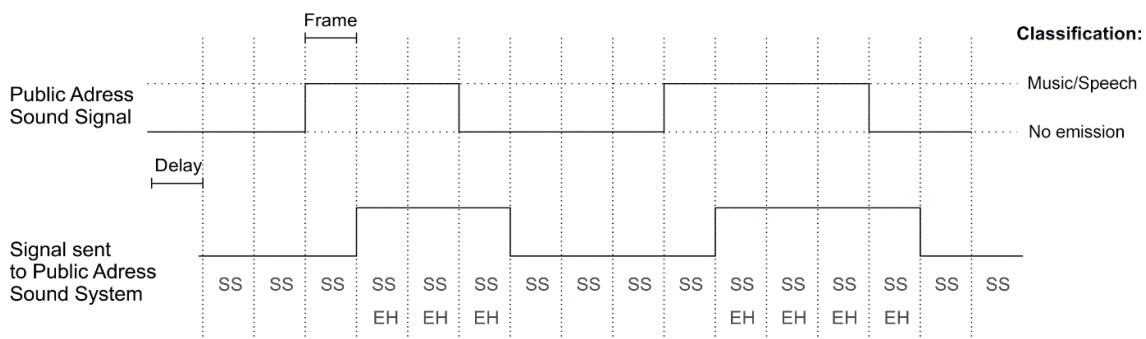 Frame
Classification:
Public Adress
Sound Signal
Music/Speech
No emission
Delay
Signal sent
to Public Adress
Sound System
SS SS SS SS SS SS SS SS SS SS SS SS SS SS SS SS
EH EH EH EH EH EH EH